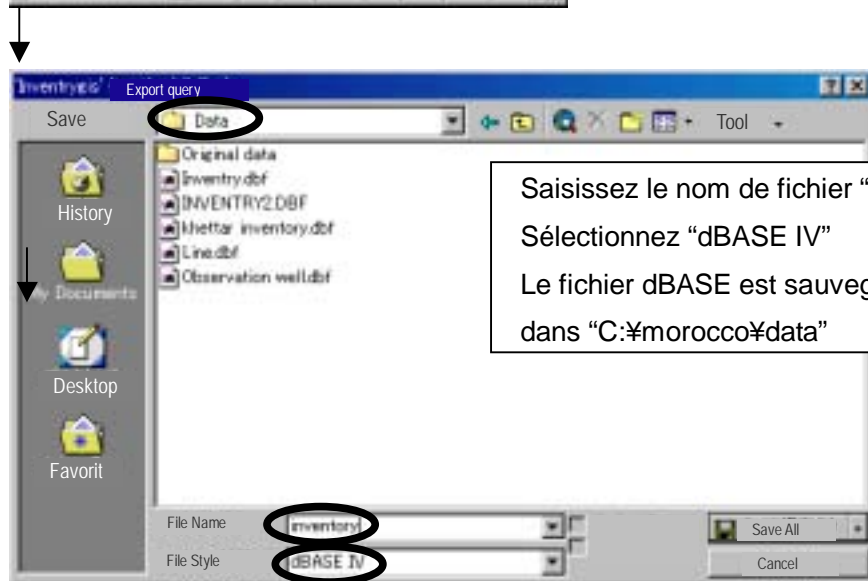 'Inventrygis' Export query
Save
Data
Tool
Original data
Inventry.dbf
INVENTRY2.DBF
khettar inventory.dbf
Line.dbf
Observation well.dbf
History
My Documents
Desktop
Favorit
Saisissez le nom de fichier “
Sélectionnez “dBASE IV”
Le fichier dBASE est sauveg
dans “C:¥morocco¥data”
File Name
inventory
Save All
File Style
dBASE IV
Cancel